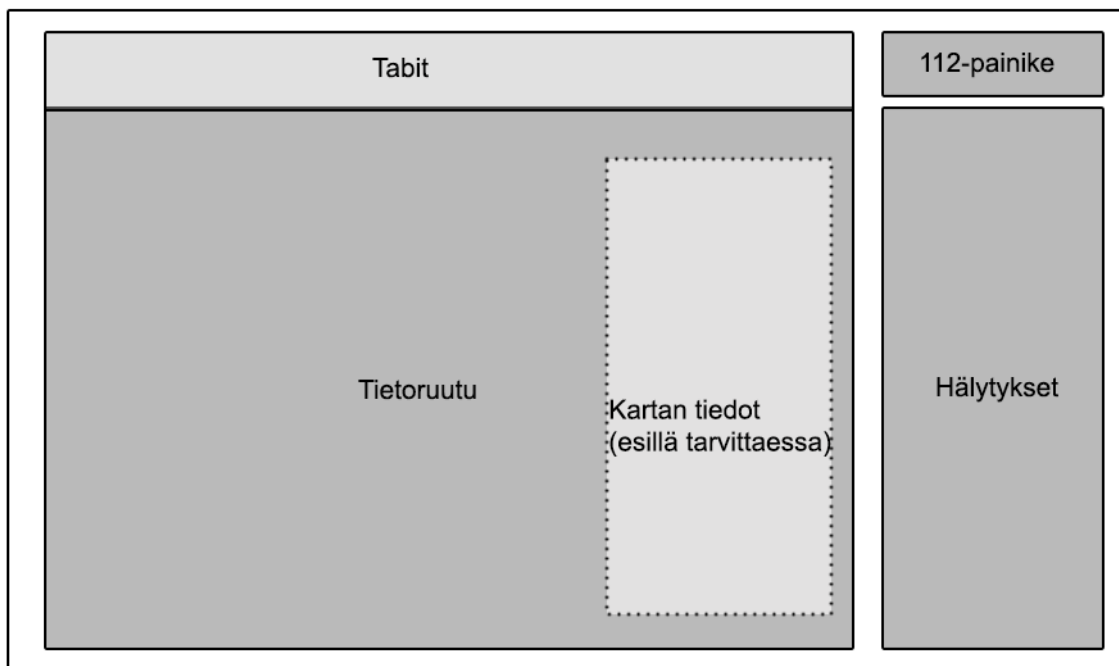 Tabit
112-painike
Tietoruutu
Kartan tiedot
(esillä tarvittaessa)
Hälytykset